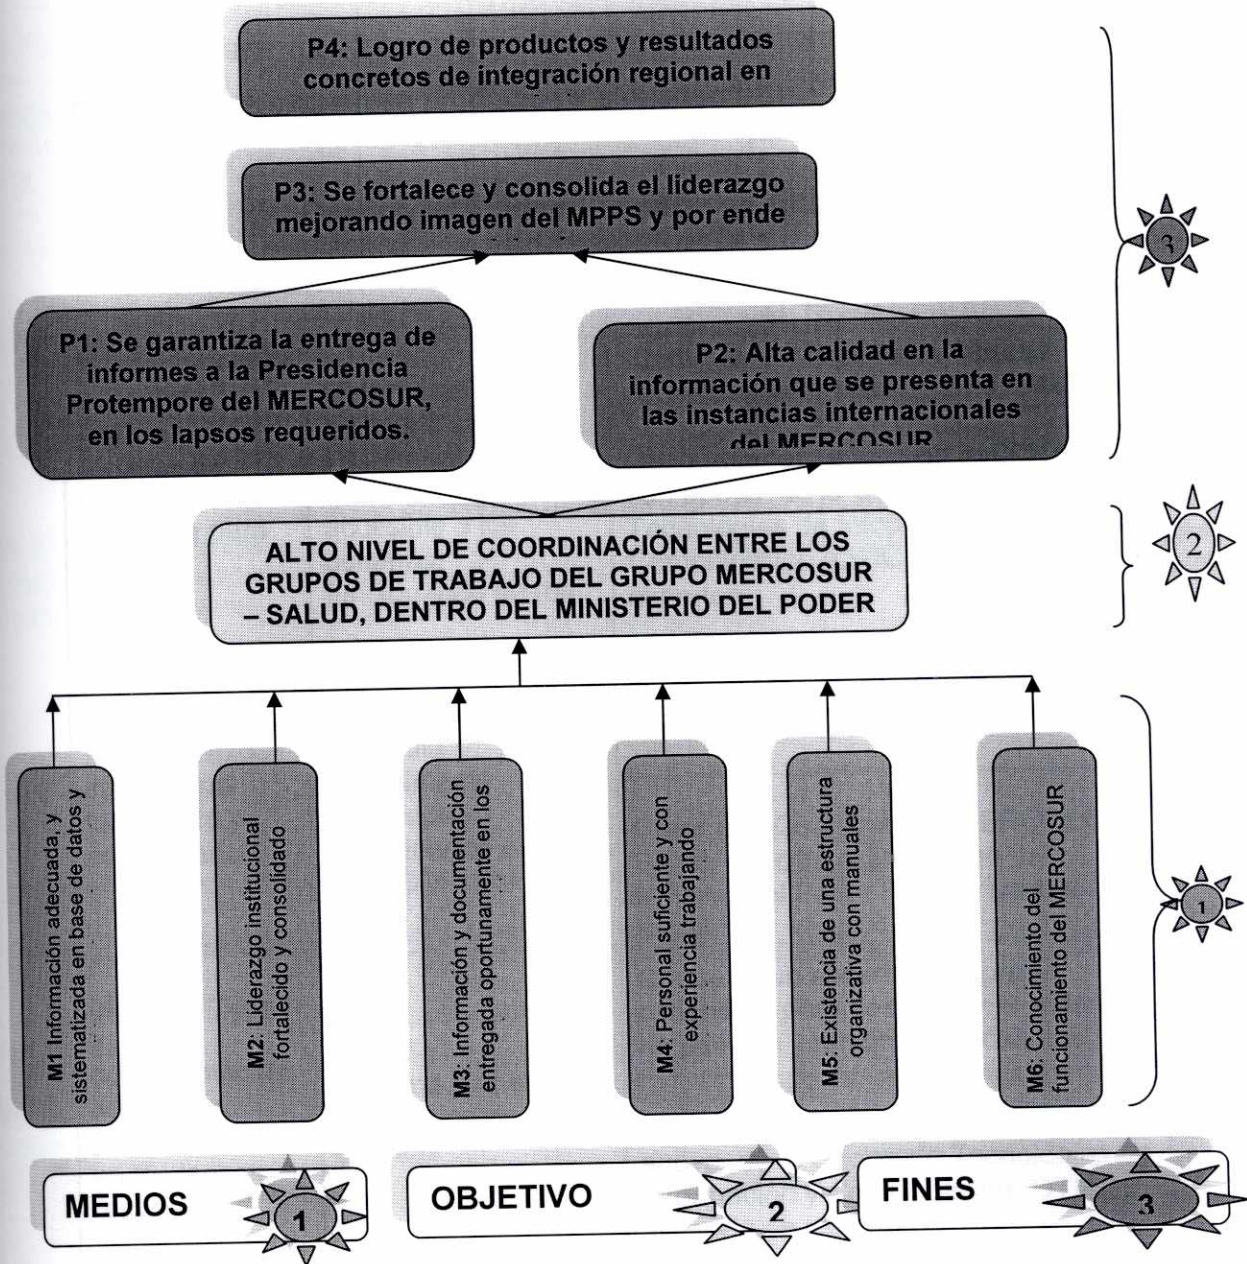 P4: Logro de productos y resultados
concretos de integración regional en
P3: Se fortalece y consolida el liderazgo
mejorando imagen del MPPS y por ende
3
P1: Se garantiza la entrega de
informes a la Presidencia
Protempore del MERCOSUR,
en los lapsos requeridos.
P2: Alta calidad en la
información que se presenta en
las instancias internacionales
del MERCOSUR
ALTO NIVEL DE COORDINACIÓN ENTRE LOS
GRUPOS DE TRABAJO DEL GRUPO MERCOSUR
– SALUD, DENTRO DEL MINISTERIO DEL PODER
2
M1 Información adecuada, y
sistematizada en base de datos y
M2: Liderazgo institucional
fortalecido y consolidado
M3: Información y documentación
entregada oportunamente en los
M4: Personal suficiente y con
experiencia trabajando
M5: Existencia de una estructura
organizativa con manuales
M6: Conocimiento del
funcionamiento del MERCOSUR
1
MEDIOS 1
OBJETIVO 2
FINES 3